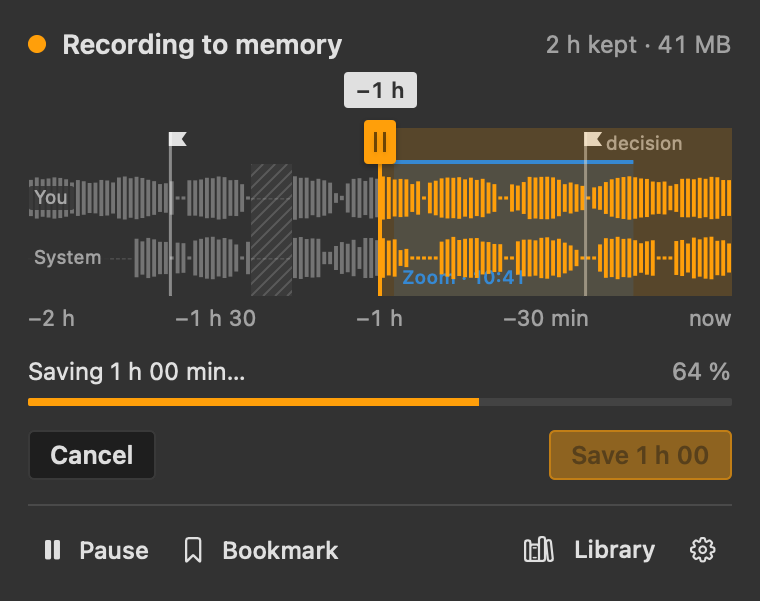 Recording to memory
2 h kept · 41 MB
−1 h
decision
You
System
Zoom · 10:41
−2 h
−1 h 30
−1 h
−30 min
now
Saving 1 h 00 min…
64 %
Cancel
Save 1 h 00
Pause
Bookmark
Library